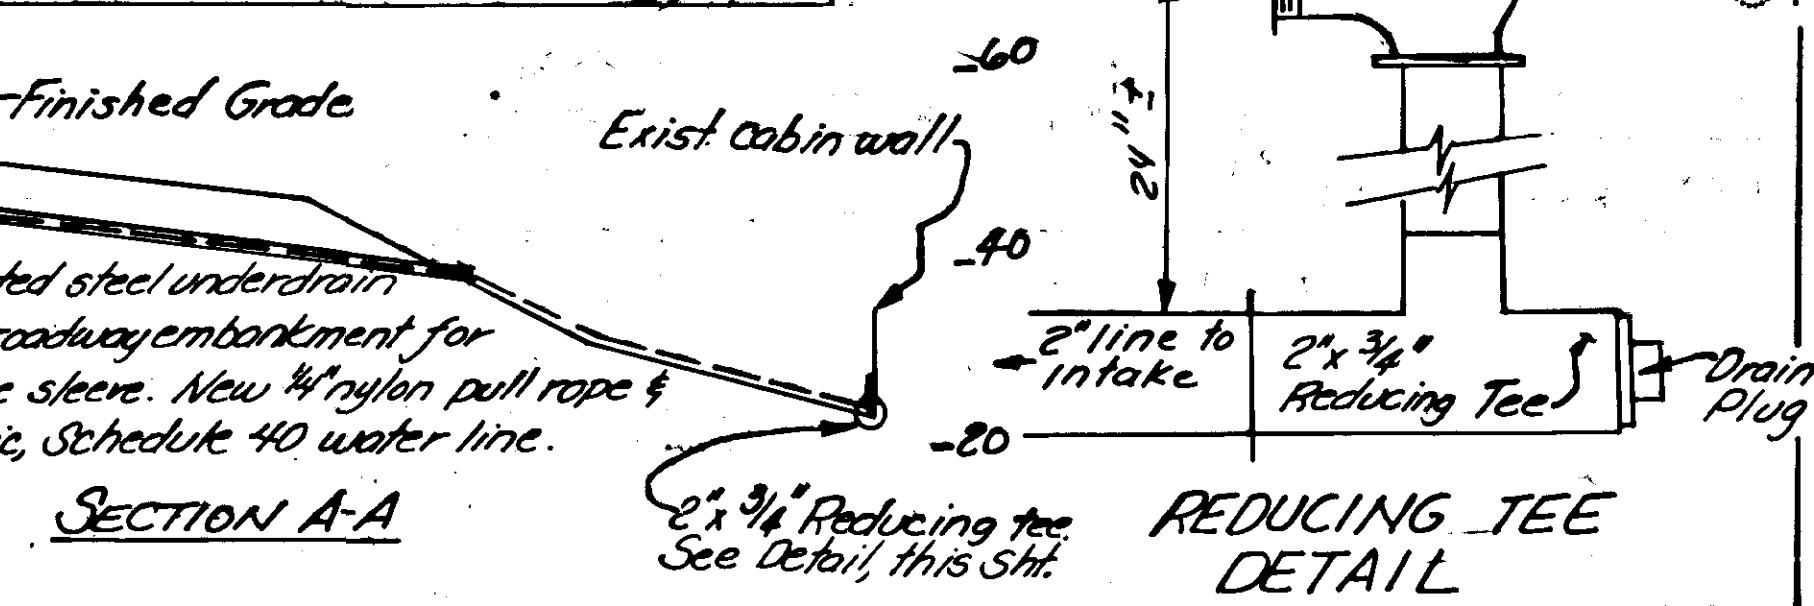 Finished Grade
Exist. Cabin wall
-60
-40
-20
24" ±
steel underdrain
roadway embankment for
sleeve. New ¼" nylon pull rope &
Schedule 40 water line.
SECTION A-A
2" x ¾" Reducing tee.
See Detail, this Sht.
2" line to
intake
2" x ¾"
Reducing Tee
Drain
Plug
REDUCING TEE
DETAIL